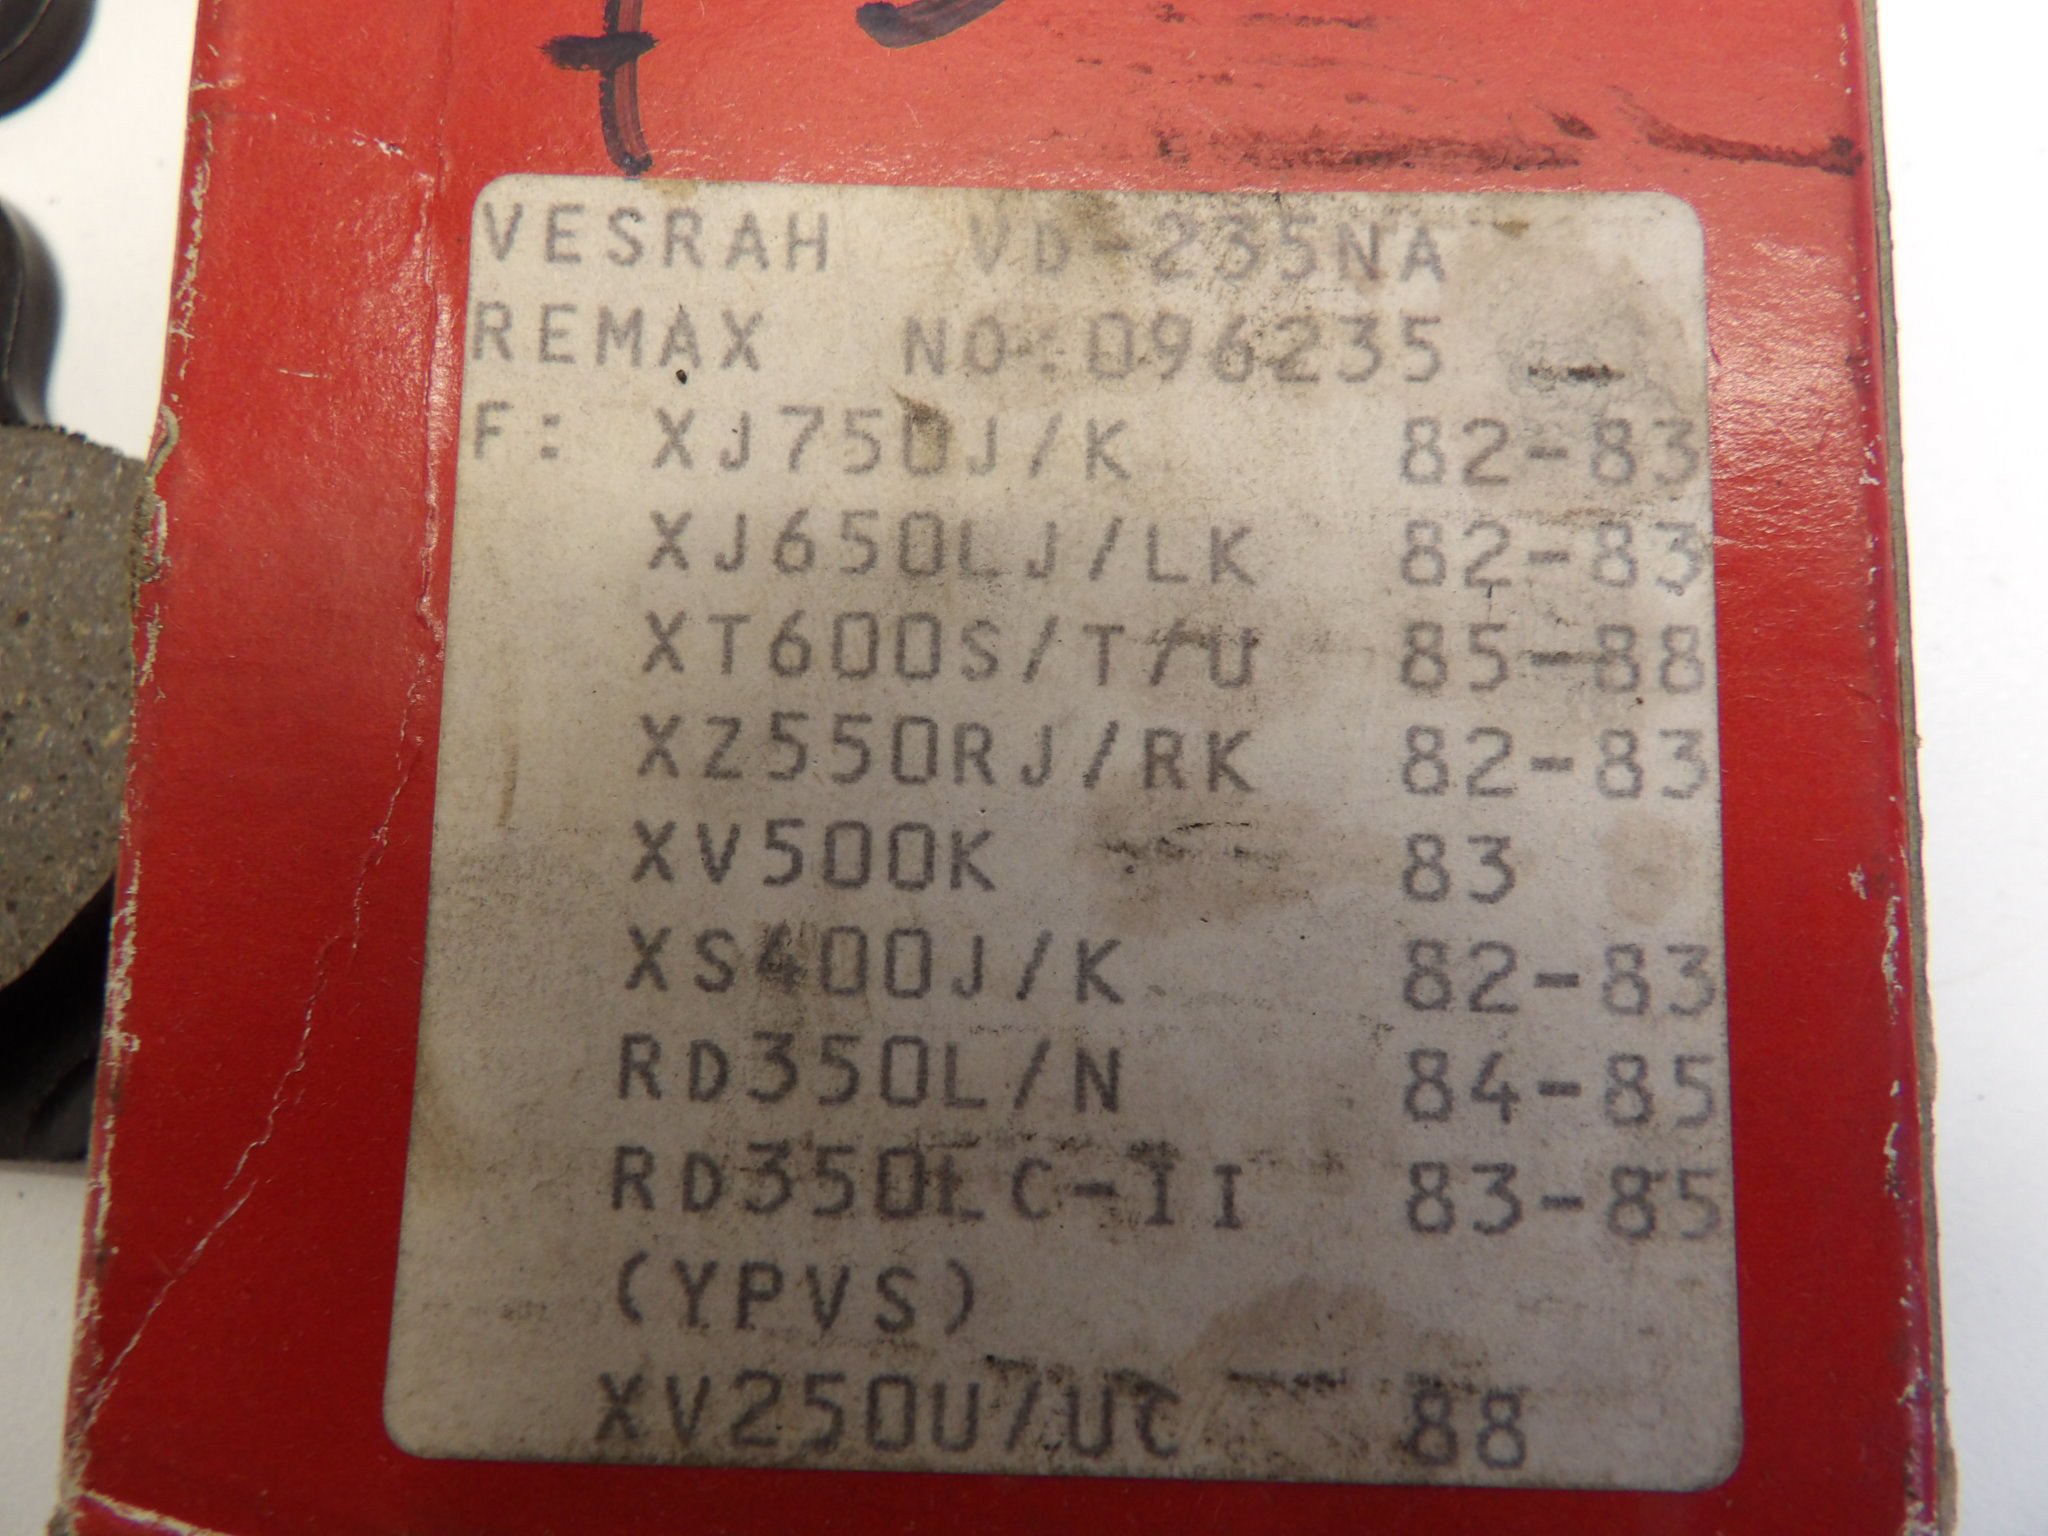 VESRAH VD-235NA
REMAX NO.096235
F: XJ750J/K 82-83
XJ650LJ/LK 82-83
XT600S/T/U 85-88
XZ550RJ/RK 82-83
XV500K 83
XS400J/K 82-83
RD350L/N 84-85
RD350LC-II 83-85
(YPVS)
XV250U/UC 88